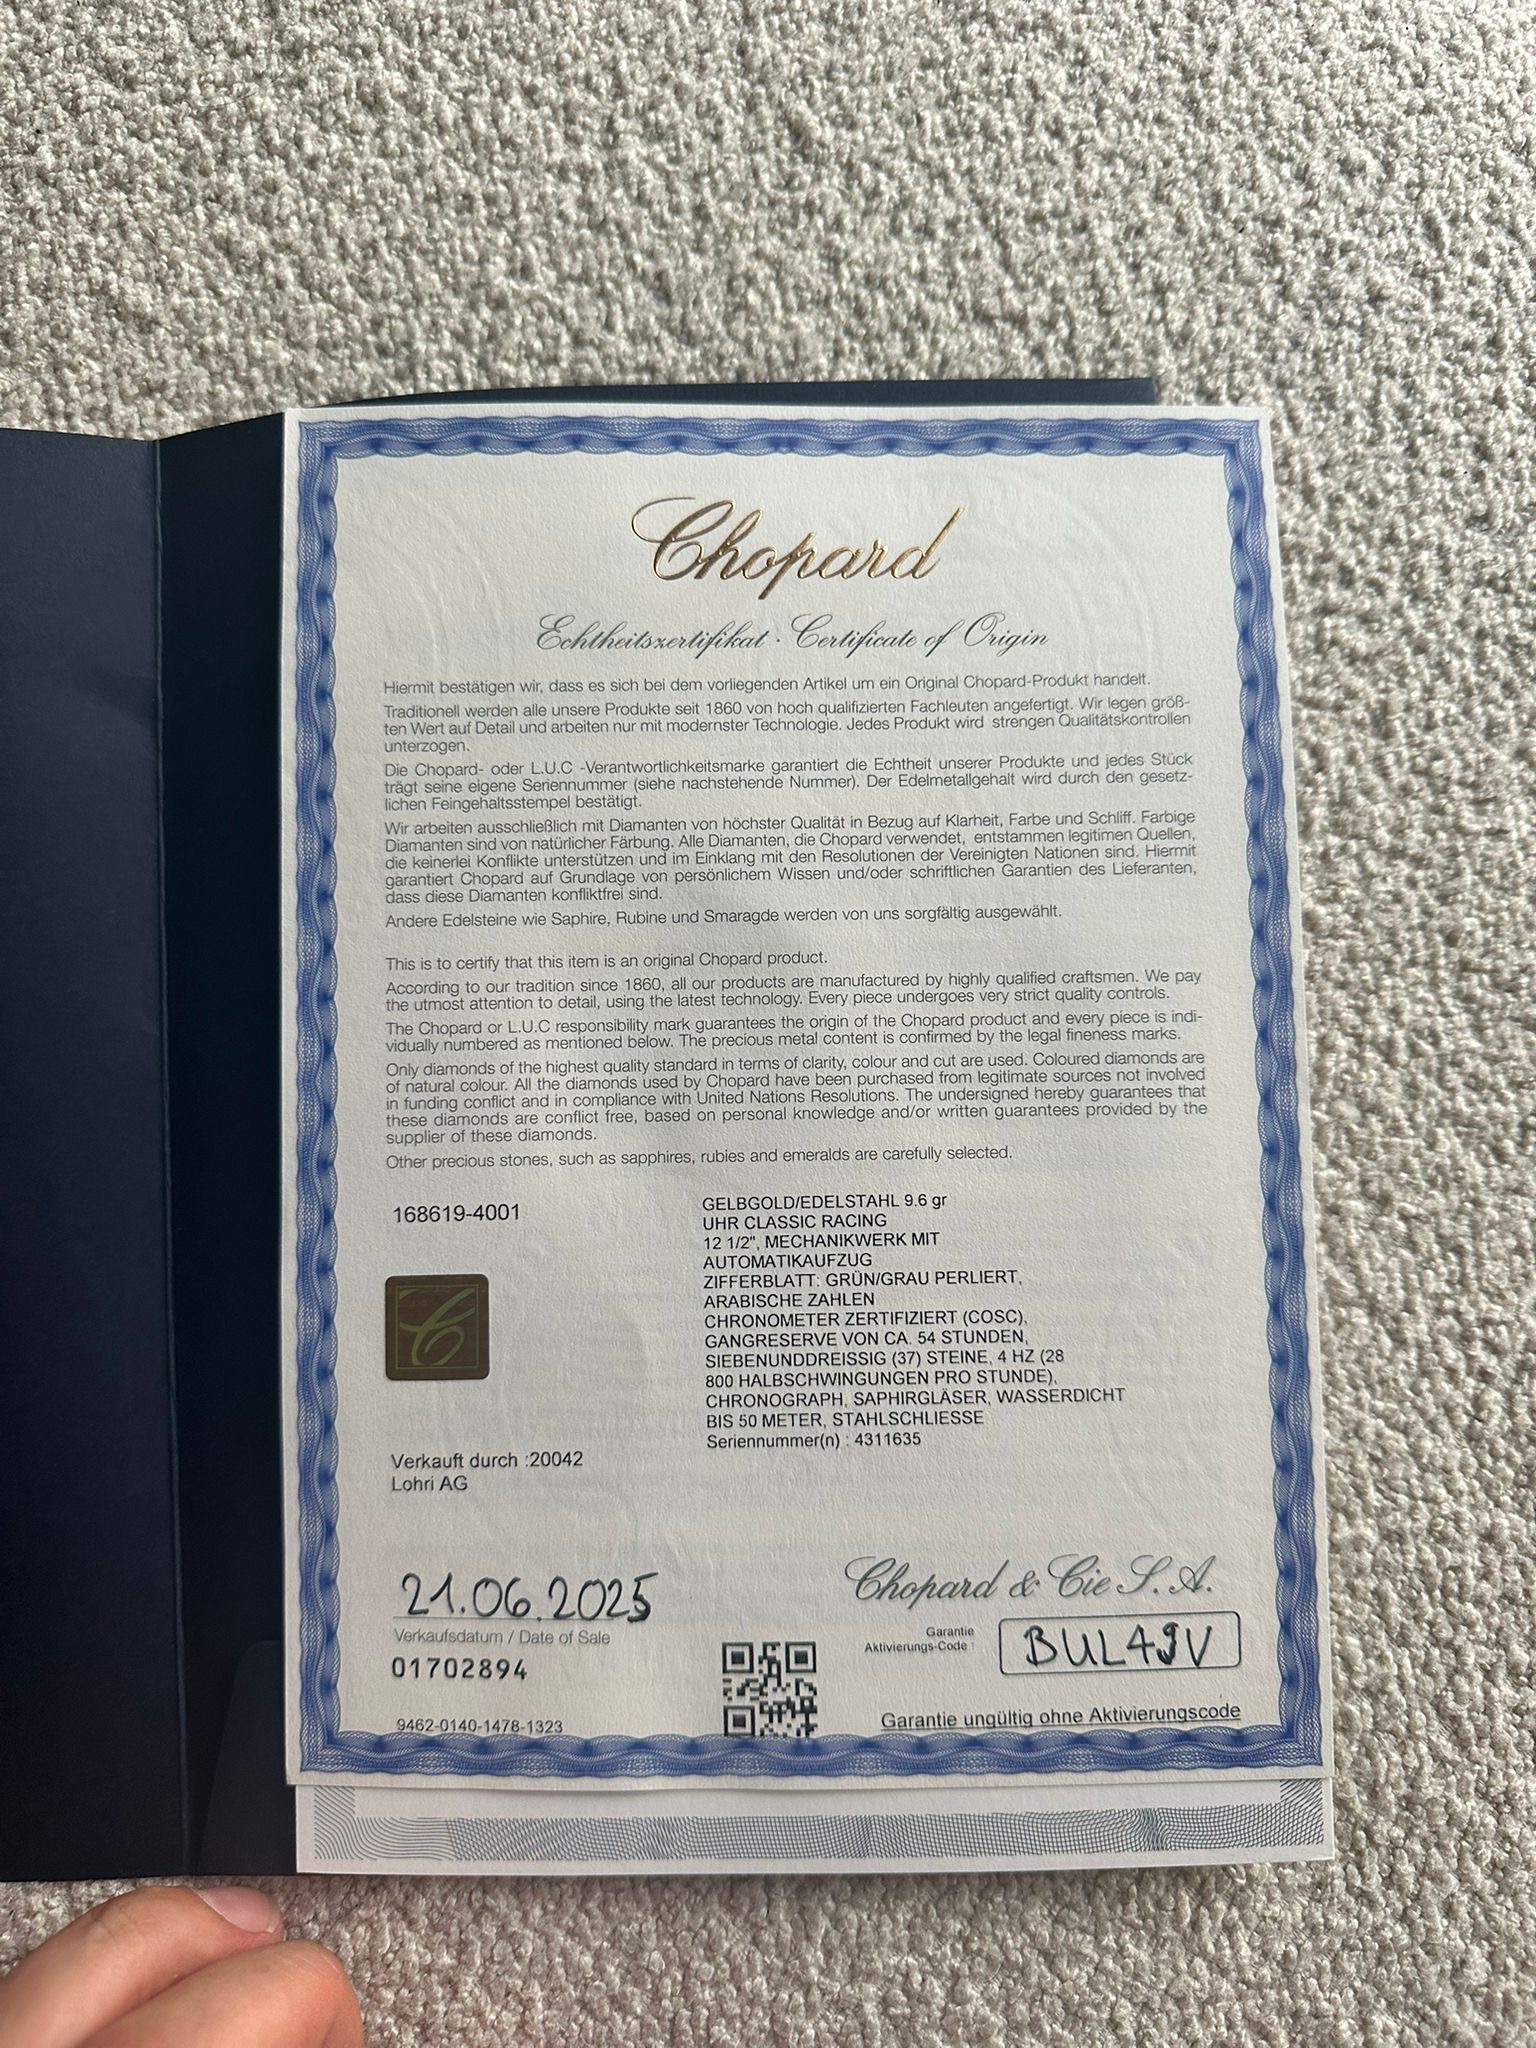 Chopard
Echtheitszertifikat · Certificate of Origin
Hiermit bestätigen wir, dass es sich bei dem vorliegenden Artikel um ein Original Chopard-Produkt handelt.
Traditionell werden alle unsere Produkte seit 1860 von hoch qualifizierten Fachleuten angefertigt. Wir legen größ-
ten Wert auf Detail und arbeiten nur mit modernster Technologie. Jedes Produkt wird strengen Qualitätskontrollen
unterzogen.
Die Chopard- oder L.U.C -Verantwortlichkeitsmarke garantiert die Echtheit unserer Produkte und jedes Stück
trägt seine eigene Seriennummer (siehe nachstehende Nummer). Der Edelmetallgehalt wird durch den gesetz-
lichen Feingehaltsstempel bestätigt.
Wir arbeiten ausschließlich mit Diamanten von höchster Qualität in Bezug auf Klarheit, Farbe und Schliff. Farbige
Diamanten sind von natürlicher Färbung. Alle Diamanten, die Chopard verwendet, entstammen legitimen Quellen,
die keinerlei Konflikte unterstützen und im Einklang mit den Resolutionen der Vereinigten Nationen sind. Hiermit
garantiert Chopard auf Grundlage von persönlichem Wissen und/oder schriftlichen Garantien des Lieferanten,
dass diese Diamanten konfliktfrei sind.
Andere Edelsteine wie Saphire, Rubine und Smaragde werden von uns sorgfältig ausgewählt.
This is to certify that this item is an original Chopard product.
According to our tradition since 1860, all our products are manufactured by highly qualified craftsmen. We pay
the utmost attention to detail, using the latest technology. Every piece undergoes very strict quality controls.
The Chopard or L.U.C responsibility mark guarantees the origin of the Chopard product and every piece is indi-
vidually numbered as mentioned below. The precious metal content is confirmed by the legal fineness marks.
Only diamonds of the highest quality standard in terms of clarity, colour and cut are used. Coloured diamonds are
of natural colour. All the diamonds used by Chopard have been purchased from legitimate sources not involved
in funding conflict and in compliance with United Nations Resolutions. The undersigned hereby guarantees that
these diamonds are conflict free, based on personal knowledge and/or written guarantees provided by the
supplier of these diamonds.
Other precious stones, such as sapphires, rubies and emeralds are carefully selected.
168619-4001
GELBGOLD/EDELSTAHL 9.6 gr
UHR CLASSIC RACING
12 1/2", MECHANIKWERK MIT
AUTOMATIKAUFZUG
ZIFFERBLATT: GRÜN/GRAU PERLIERT,
ARABISCHE ZAHLEN
CHRONOMETER ZERTIFIZIERT (COSC),
GANGRESERVE VON CA. 54 STUNDEN,
SIEBENUNDDREISSIG (37) STEINE, 4 HZ (28
800 HALBSCHWINGUNGEN PRO STUNDE),
CHRONOGRAPH, SAPHIRGLÄSER, WASSERDICHT
BIS 50 METER, STAHLSCHLIESSE
Seriennummer(n) : 4311635
C
Verkauft durch :20042
Lohri AG
21.06.2025
Verkaufsdatum / Date of Sale
01702894
9462-0140-1478-1323
Chopard & Cie S. A.
Garantie
Aktivierungs-Code :
BUL49V
Garantie ungültig ohne Aktivierungscode